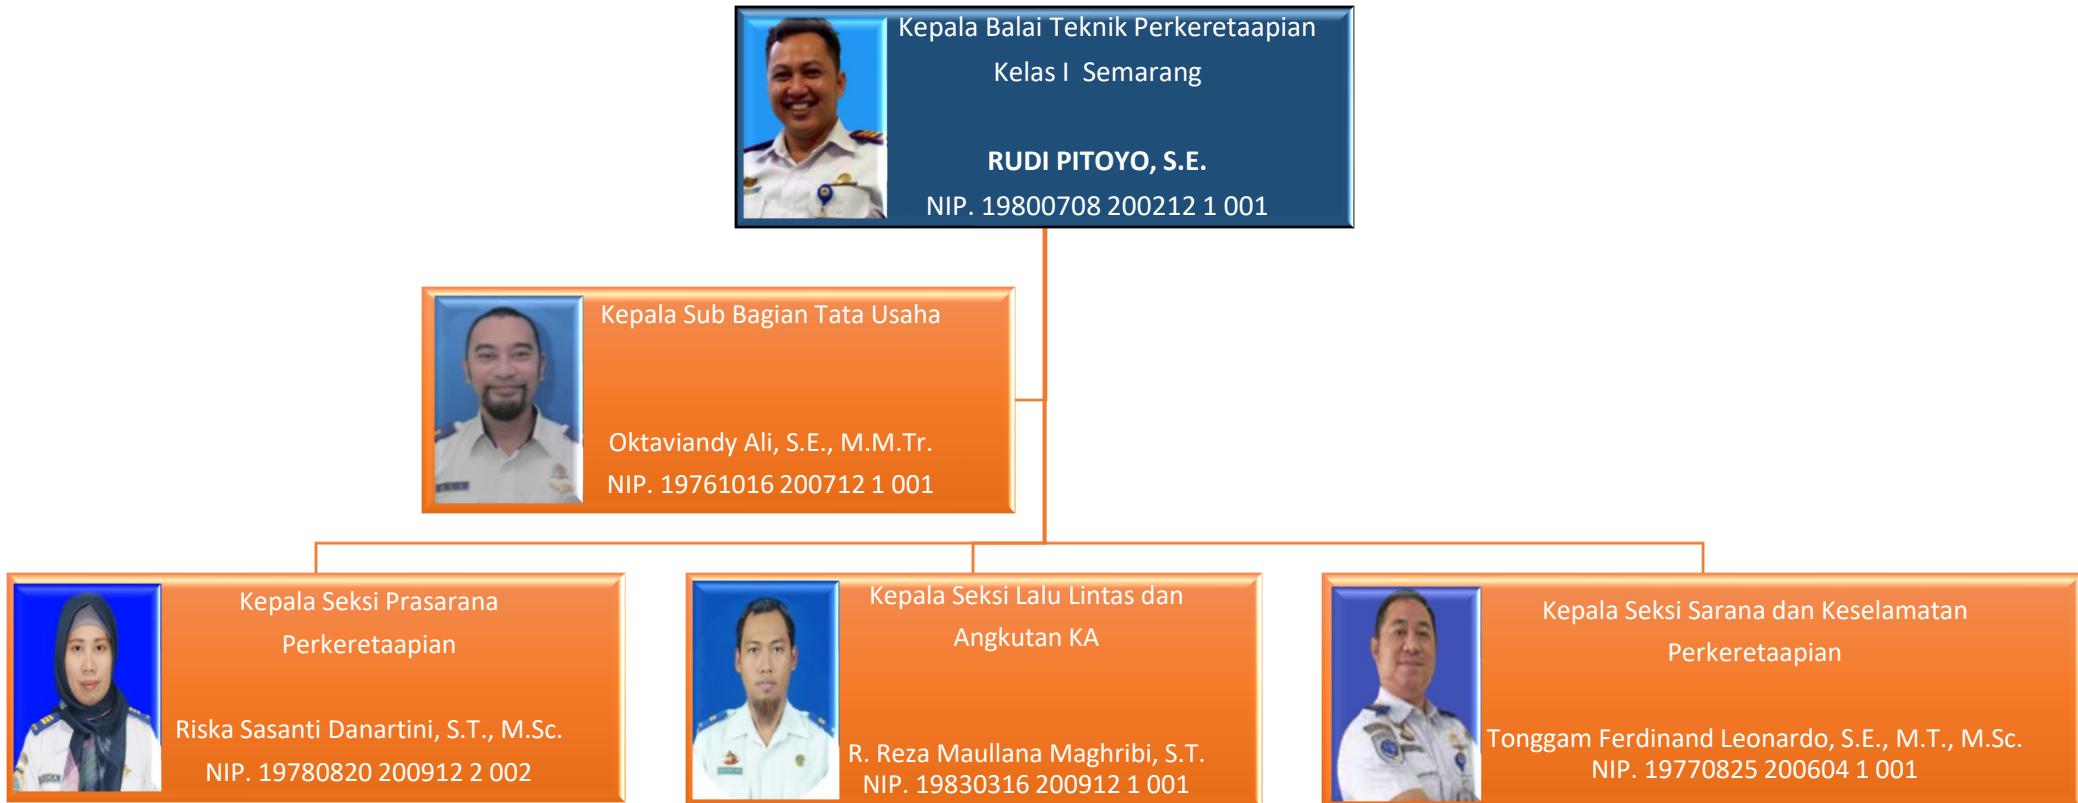 Kepala Balai Teknik Perkeretaapian
Kelas I Semarang
RUDI PITOYO, S.E.
NIP. 19800708 200212 1 001
Kepala Sub Bagian Tata Usaha
Oktaviandy Ali, S.E., M.M.Tr.
NIP. 19761016 200712 1 001
Kepala Seksi Prasarana
Perkeretaapian
Riska Sasanti Danartini, S.T., M.Sc.
NIP. 19780820 200912 2 002
Kepala Seksi Lalu Lintas dan
Angkutan KA
R. Reza Maullana Maghribi, S.T.
NIP. 19830316 200912 1 001
Kepala Seksi Sarana dan Keselamatan
Perkeretaapian
Tonggam Ferdinand Leonardo, S.E., M.T., M.Sc.
NIP. 19770825 200604 1 001